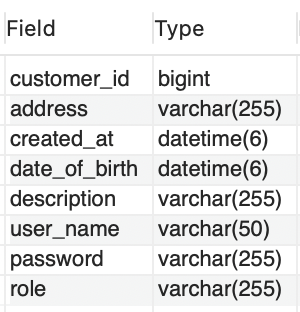 Field Type
customer_id bigint
address varchar(255)
created_at datetime(6)
date_of_birth datetime(6)
description varchar(255)
user_name varchar(50)
password varchar(255)
role varchar(255)